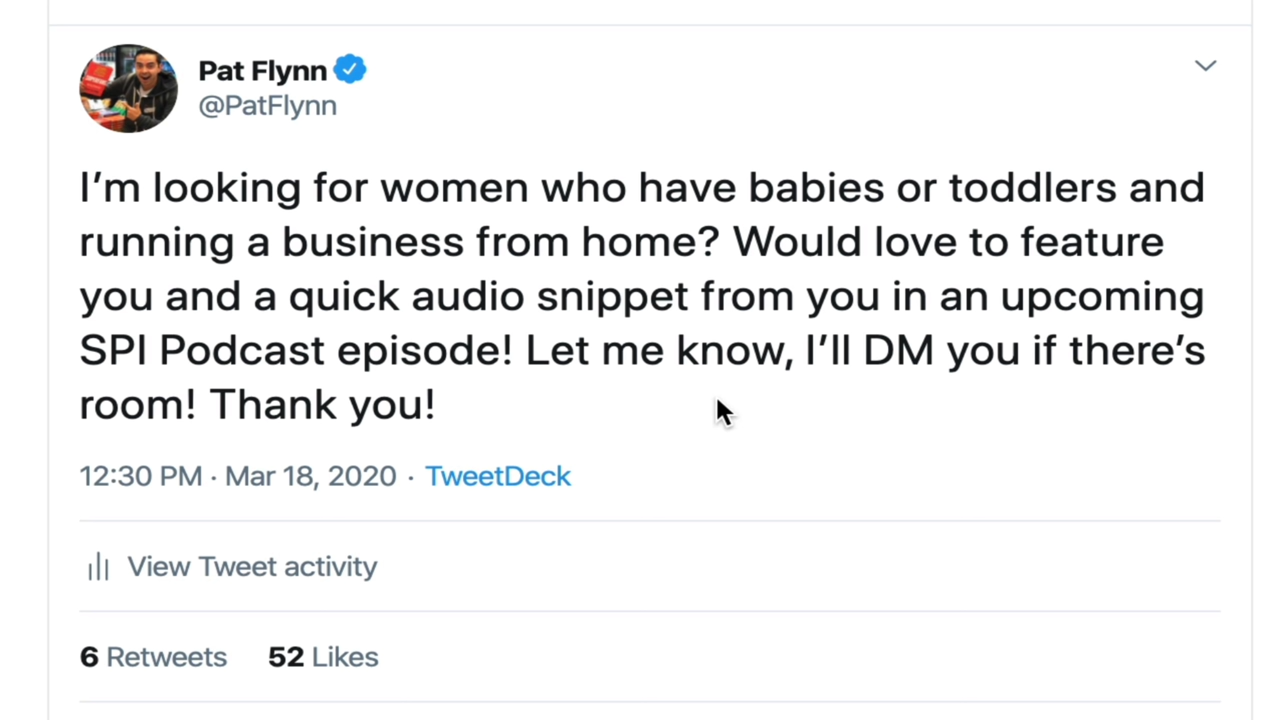 Pat Flynn
@PatFlynn
I’m looking for women who have babies or toddlers and
running a business from home? Would love to feature
you and a quick audio snippet from you in an upcoming
SPI Podcast episode! Let me know, I’ll DM you if there’s
room! Thank you!
12:30 PM · Mar 18, 2020 · TweetDeck
View Tweet activity
6 Retweets 52 Likes